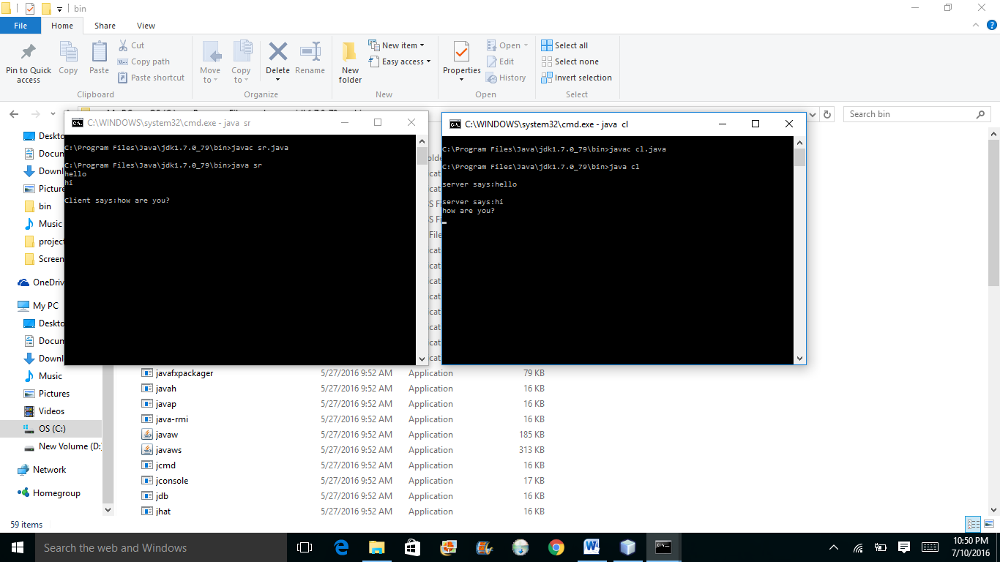 bin
File Home Share View
Pin to Quick access
Copy
Paste
Cut
Copy path
Paste shortcut
Clipboard
Move to
Copy to
Delete
Rename
Organize
New folder
New item
Easy access
New
Properties
Open
Edit
History
Open
Select all
Select none
Invert selection
Select
Search bin
C:\WINDOWS\system32\cmd.exe - java sr
C:\Program Files\Java\jdk1.7.0_79\bin>javac sr.java
C:\Program Files\Java\jdk1.7.0_79\bin>java sr
hello
hi
Client says:how are you?
C:\WINDOWS\system32\cmd.exe - java cl
C:\Program Files\Java\jdk1.7.0_79\bin>javac cl.java
C:\Program Files\Java\jdk1.7.0_79\bin>java cl
server says:hello
server says:hi
how are you?
Deskto
Docun
Downl
Picture
bin
Music
project
Screen
OneDriv
My PC
Deskto
Docun
Downl
Music
Pictures
Videos
OS (C:)
New Volume (D:
Network
Homegroup
javafxpackager 5/27/2016 9:52 AM Application 79 KB
javah 5/27/2016 9:52 AM Application 16 KB
javap 5/27/2016 9:52 AM Application 16 KB
java-rmi 5/27/2016 9:52 AM Application 16 KB
javaw 5/27/2016 9:52 AM Application 185 KB
javaws 5/27/2016 9:52 AM Application 313 KB
jcmd 5/27/2016 9:52 AM Application 16 KB
jconsole 5/27/2016 9:52 AM Application 17 KB
jdb 5/27/2016 9:52 AM Application 16 KB
jhat 5/27/2016 9:52 AM Application 16 KB
59 items
Search the web and Windows
10:50 PM
7/10/2016